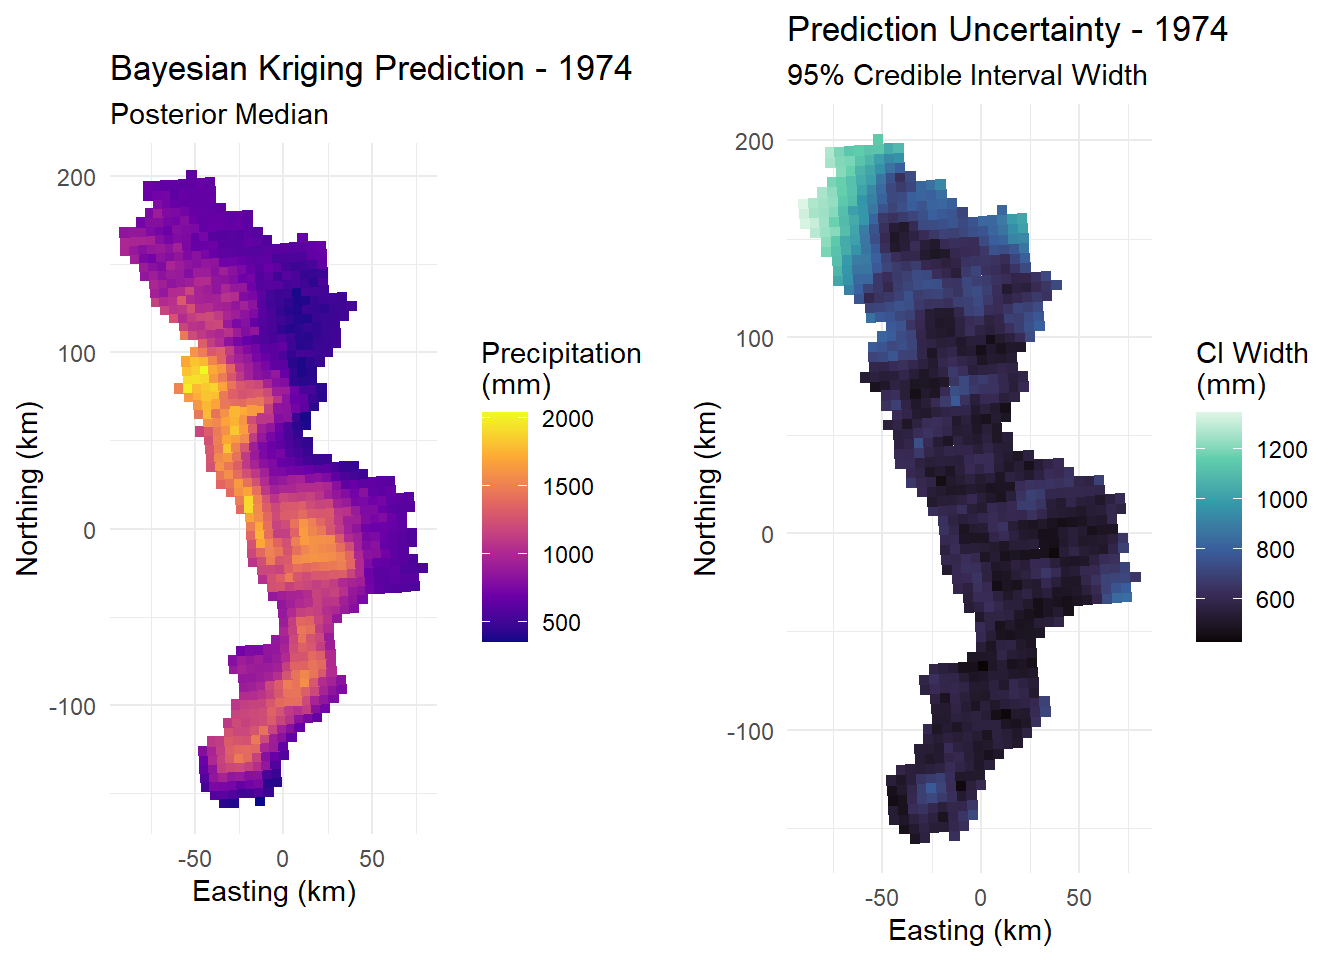 Bayesian Kriging Prediction - 1974
Posterior Median
200
100
0
-100
-50
0
50
Easting (km)
Northing (km)
Precipitation
(mm)
2000
1500
1000
500
Prediction Uncertainty - 1974
95% Credible Interval Width
200
100
0
-100
-50
0
50
Easting (km)
Northing (km)
CI Width
(mm)
1200
1000
800
600